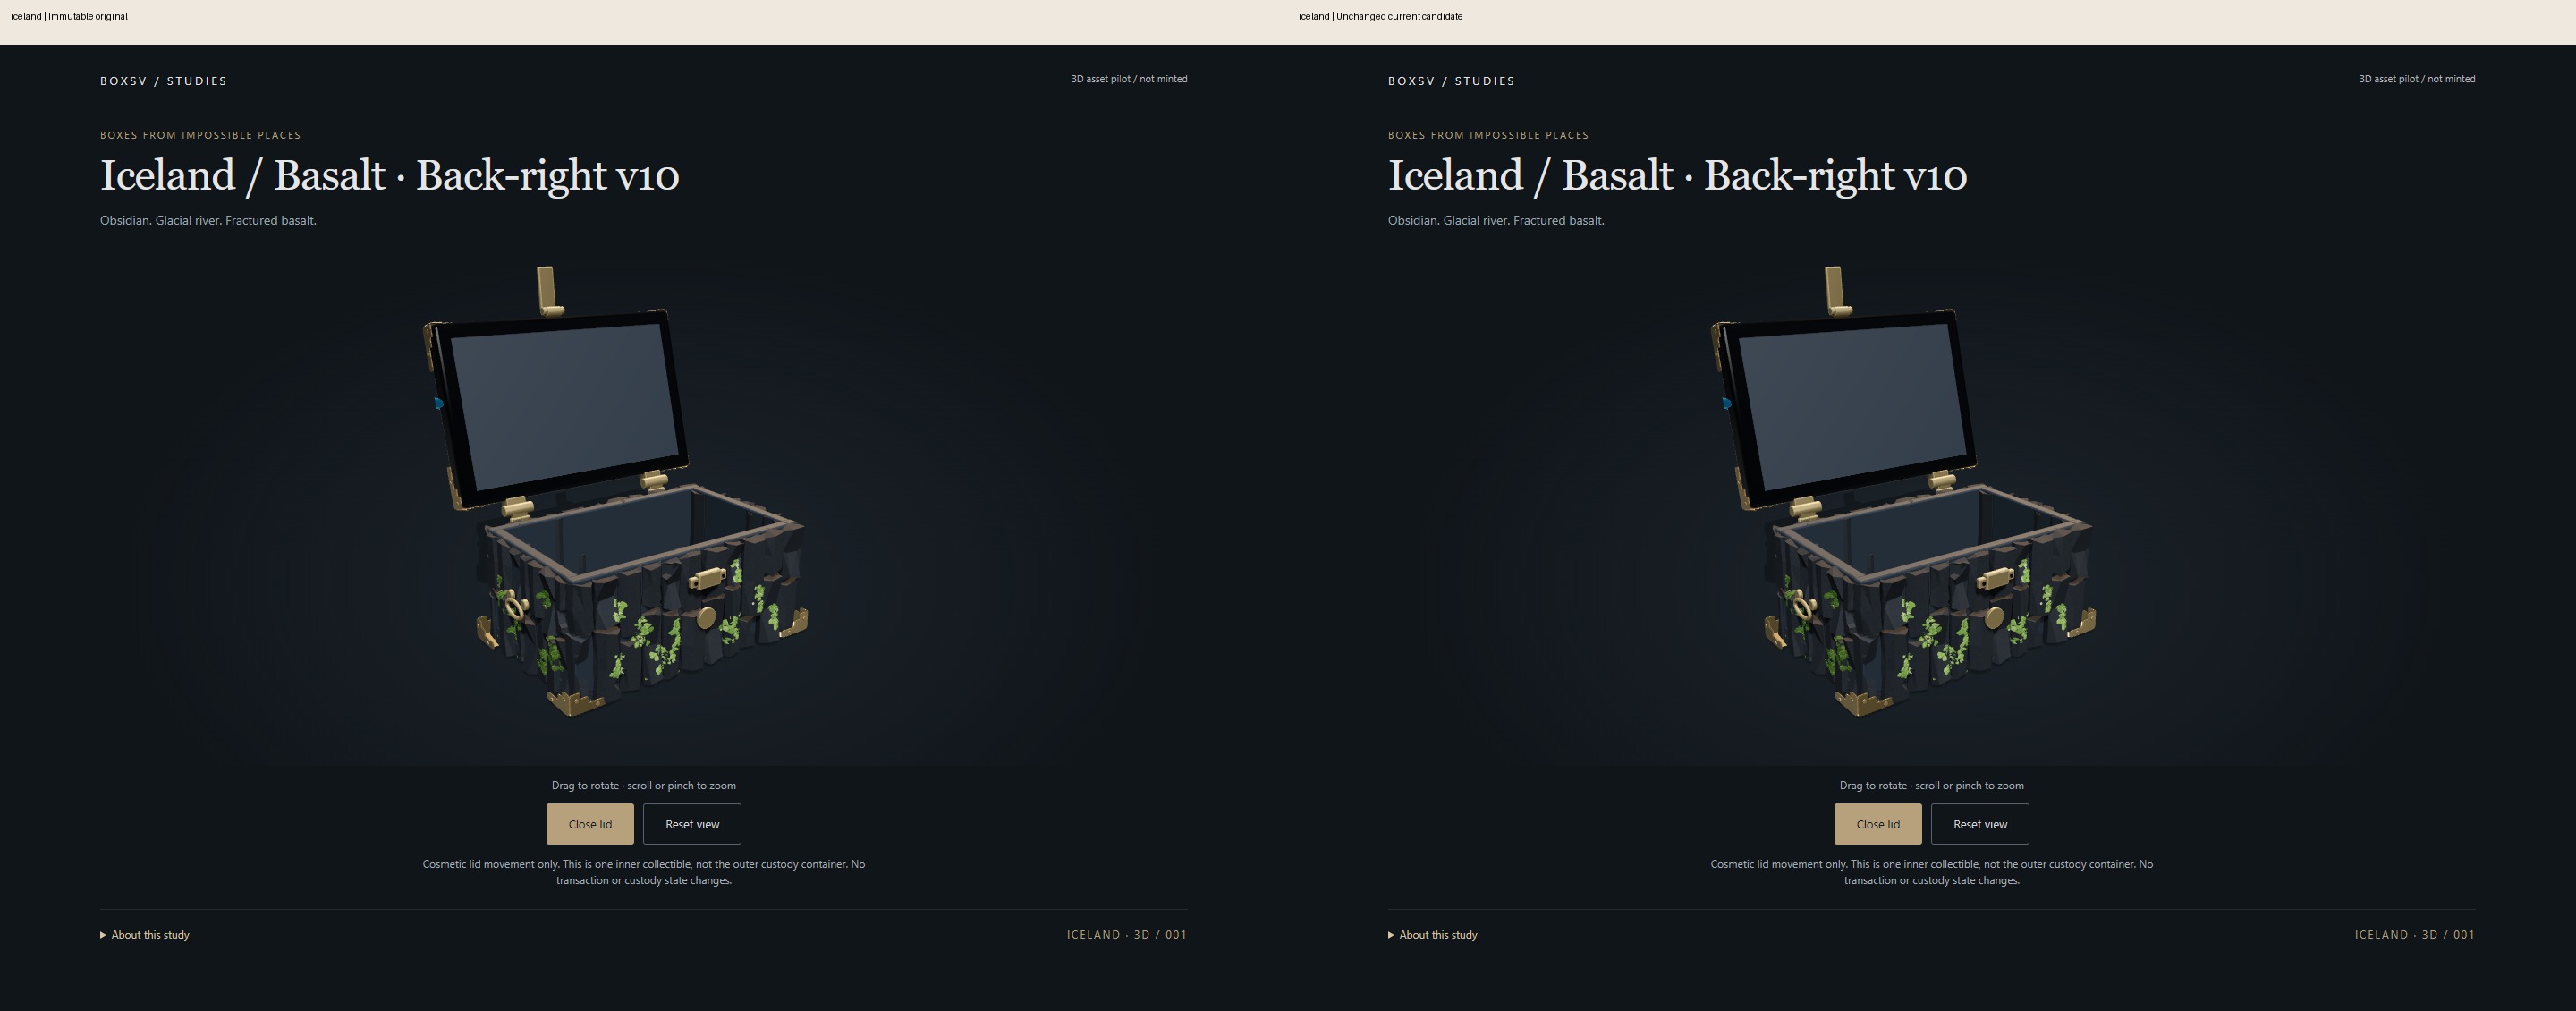 iceland | Immutable original
BOXSV / STUDIES
3D asset pilot / not minted
BOXES FROM IMPOSSIBLE PLACES
Iceland / Basalt · Back-right v10
Obsidian. Glacial river. Fractured basalt.
Drag to rotate · scroll or pinch to zoom
Close lid
Reset view
Cosmetic lid movement only. This is one inner collectible, not the outer custody container. No
transaction or custody state changes.
About this study
ICELAND · 3D / 001
iceland | Unchanged current candidate
BOXSV / STUDIES
3D asset pilot / not minted
BOXES FROM IMPOSSIBLE PLACES
Iceland / Basalt · Back-right v10
Obsidian. Glacial river. Fractured basalt.
Drag to rotate · scroll or pinch to zoom
Close lid
Reset view
Cosmetic lid movement only. This is one inner collectible, not the outer custody container. No
transaction or custody state changes.
About this study
ICELAND · 3D / 001